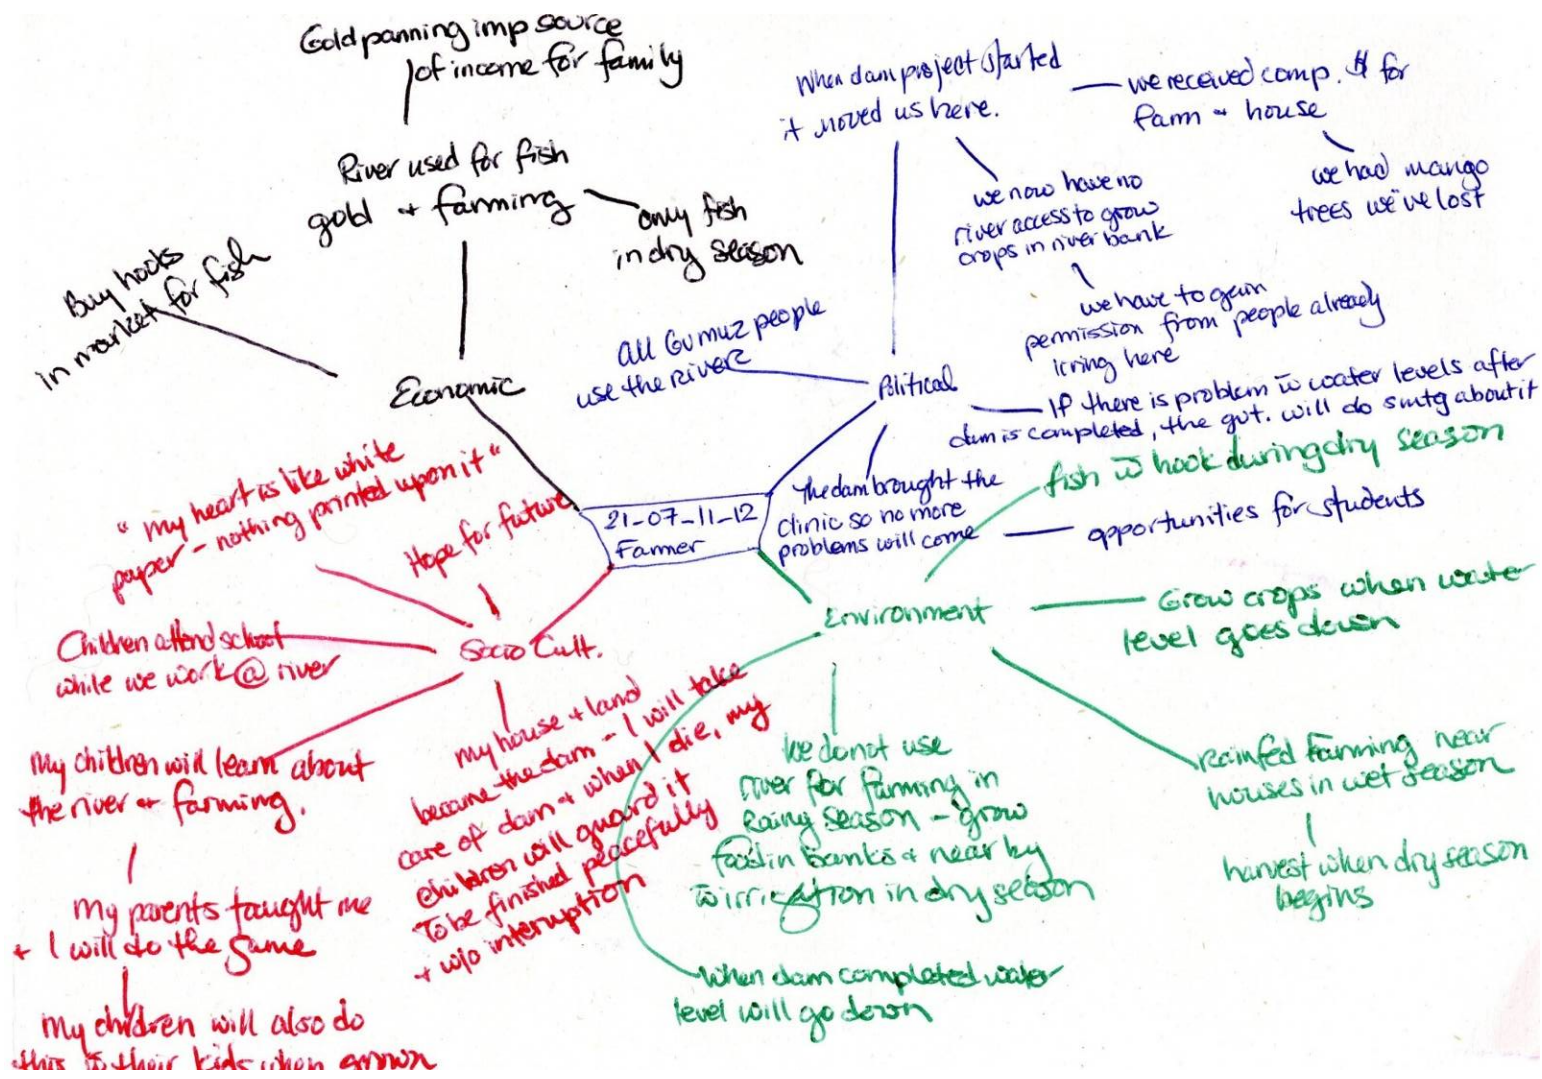 Gold panning imp source
of income for family
River used for fish
gold + farming
only fish
in dry season
Buy hooks
in market for fish
Economic
When dam project started
it moved us here.
we received comp. $ for
farm + house
we had mango
trees we've lost
we now have no
river access to grow
crops in river bank
we have to gain
permission from people already
living here
all Gumuz people
use the river
Political
If there is problem w̄ water levels after
dam is completed, the gvt. will do smtg about it
The dam brought the
clinic so no more
problems will come
opportunities for students
21-07-11-12
Farmer
"my heart is like white
paper - nothing printed upon it"
Hope for future
Socio Cult.
Children attend school
while we work @ river
My children will learn about
the river + farming.
My parents taught me
+ I will do the same
My children will also do
this w̄ their kids when grown
My house + land
became the dam - I will take
care of dam + when I die, my
children will guard it
To be finished peacefully
+ w/o interruption
Environment
fish w̄ hook during dry season
Grow crops when water
level goes down
Rainfed Farming near
houses in wet season
harvest when dry season
begins
We do not use
river for farming in
Rainy season - grow
food in banks + near by
w̄ irrigation in dry season
When dam completed water
level will go down